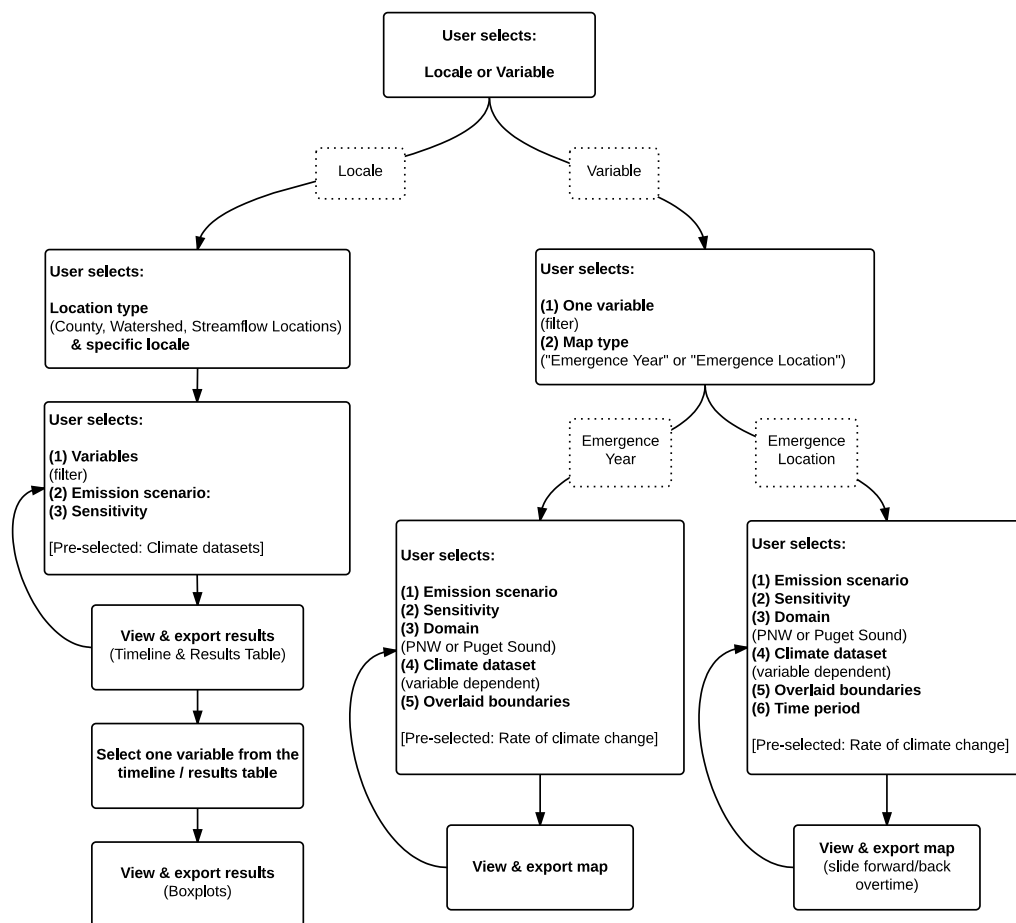 User selects:
Locale or Variable
Locale
Variable
User selects:
Location type
(County, Watershed, Streamflow Locations)
& specific locale
User selects:
(1) One variable
(filter)
(2) Map type
("Emergence Year" or "Emergence Location")
User selects:
(1) Variables
(filter)
(2) Emission scenario:
(3) Sensitivity
[Pre-selected: Climate datasets]
Emergence
Year
Emergence
Location
View & export results
(Timeline & Results Table)
Select one variable from the
timeline / results table
View & export results
(Boxplots)
User selects:
(1) Emission scenario
(2) Sensitivity
(3) Domain
(PNW or Puget Sound)
(4) Climate dataset
(variable dependent)
(5) Overlaid boundaries
[Pre-selected: Rate of climate change]
View & export map
User selects:
(1) Emission scenario
(2) Sensitivity
(3) Domain
(PNW or Puget Sound)
(4) Climate dataset
(variable dependent)
(5) Overlaid boundaries
(6) Time period
[Pre-selected: Rate of climate change]
View & export map
(slide forward/back
overtime)